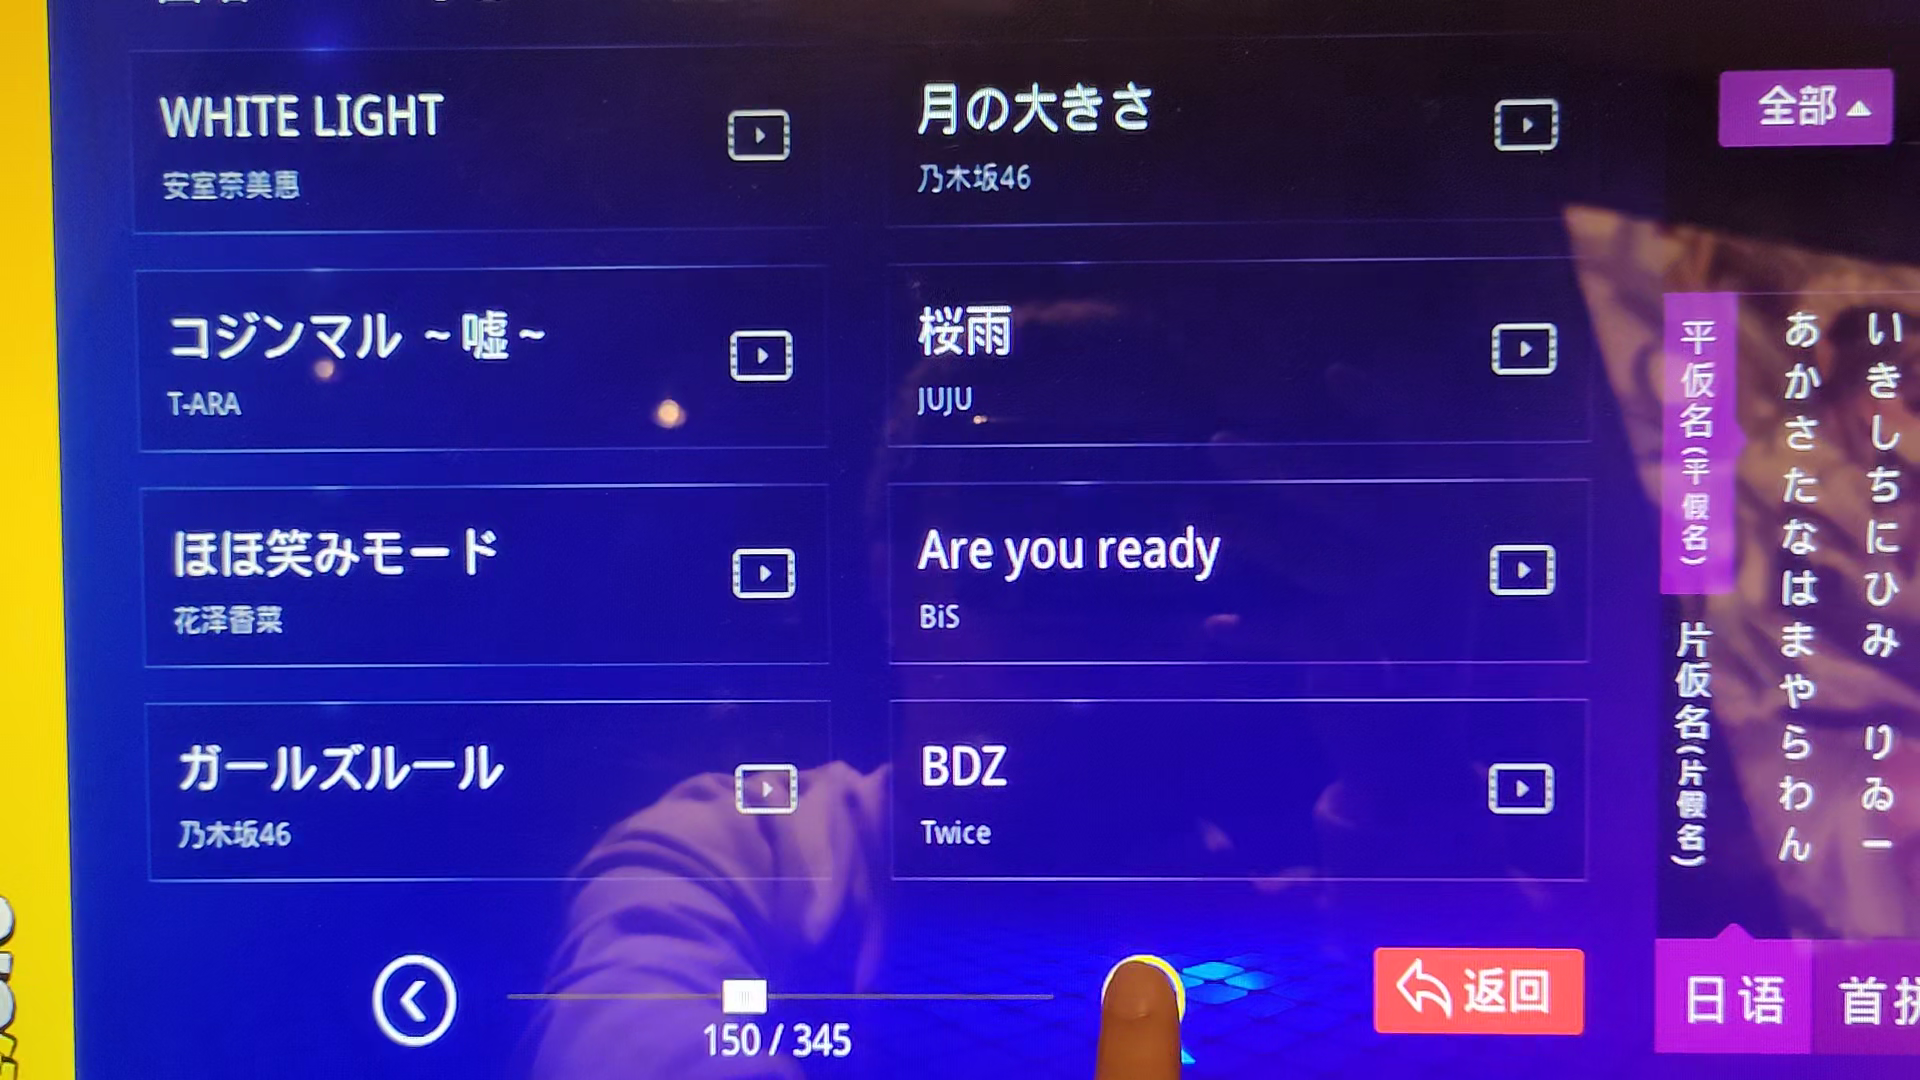 WHITE LIGHT
安室奈美惠
月の大きさ
乃木坂46
全部
コジンマル ~嘘~
T-ARA
桜雨
JUJU
ほほ笑みモード
花泽香菜
Are you ready
BiS
ガールズルール
乃木坂46
BDZ
Twice
平仮名(平假名)
片仮名(片假名)
あかさたなはまやらわん
いきしちにひみ りゐー
150 / 345
返回
日语
首拼